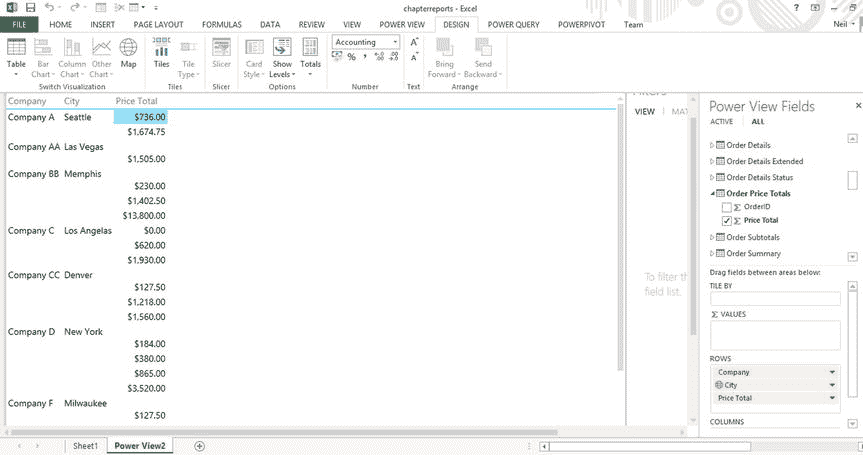 chapterreports - Excel
FILE HOME INSERT PAGE LAYOUT FORMULAS DATA REVIEW VIEW POWER VIEW DESIGN POWER QUERY POWERPIVOT Team Neil
Table Bar Chart Column Chart Other Chart Map Tiles Tile Type Slicer Card Style Show Levels Totals Accounting % , .00 A A Bring Forward Send Backward
Switch Visualization Tiles Slicer Options Number Text Arrange
Company City Price Total
Company A Seattle $736.00
$1,674.75
Company AA Las Vegas
$1,505.00
Company BB Memphis
$230.00
$1,402.50
$13,800.00
Company C Los Angelas $0.00
$620.00
$1,930.00
Company CC Denver
$127.50
$1,218.00
$1,560.00
Company D New York
$184.00
$380.00
$865.00
$3,520.00
Company F Milwaukee
$127.50
VIEW MAT
To filter th
field list.
Power View Fields
ACTIVE ALL
Order Details
Order Details Extended
Order Details Status
Order Price Totals
Σ OrderID
Σ Price Total
Order Subtotals
Order Summary
Drag fields between areas below:
TILE BY
Σ VALUES
ROWS
Company
City
Price Total
COLUMNS
Sheet1 Power View2